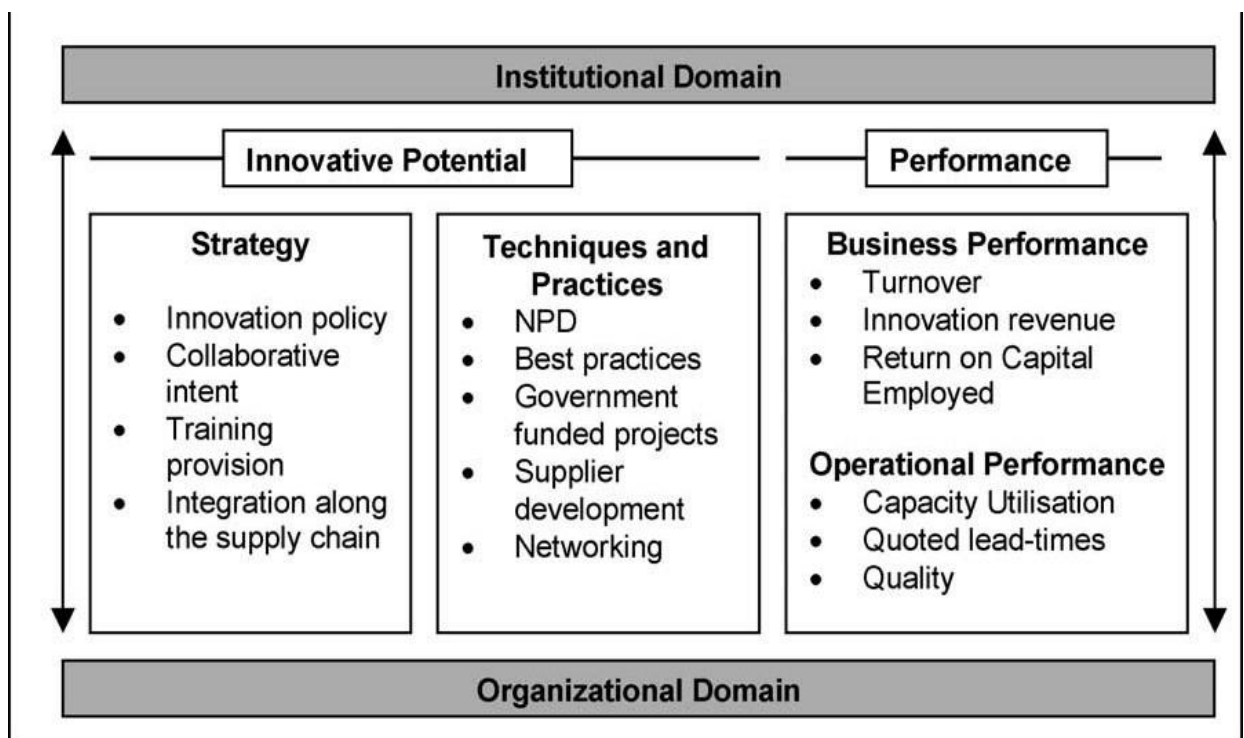 Institutional Domain
Innovative Potential
Performance
Strategy
• Innovation policy
• Collaborative
intent
• Training
provision
• Integration along
the supply chain
Techniques and
Practices
• NPD
• Best practices
• Government
funded projects
• Supplier
development
• Networking
Business Performance
• Turnover
• Innovation revenue
• Return on Capital
Employed
Operational Performance
• Capacity Utilisation
• Quoted lead-times
• Quality
Organizational Domain